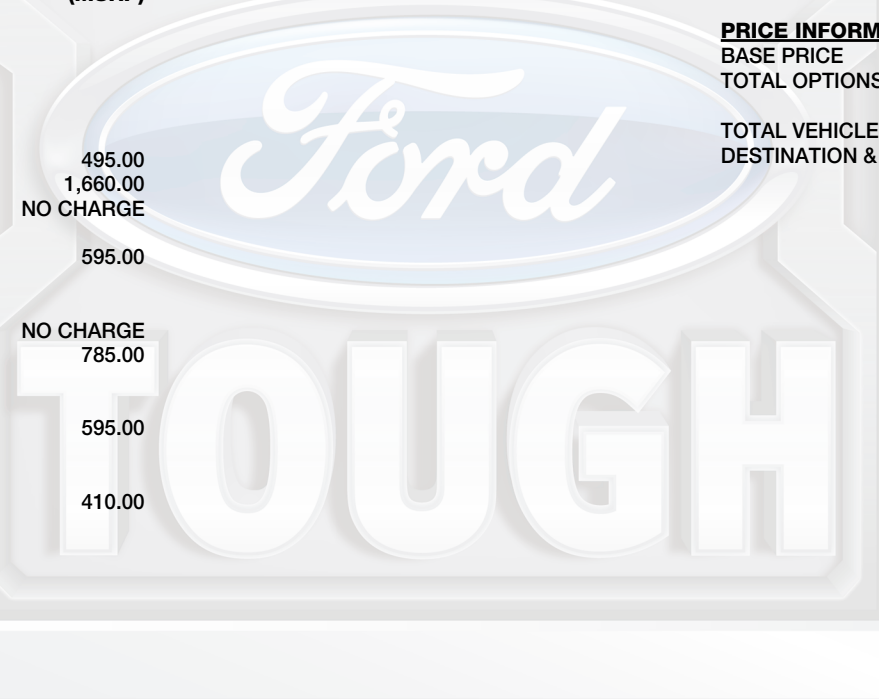 (MSRP)
495.00
1,660.00
NO CHARGE
595.00
NO CHARGE
785.00
595.00
410.00
PRICE INFORM
BASE PRICE
TOTAL OPTIONS
TOTAL VEHICLE
DESTINATION &
Ford
TOUGH